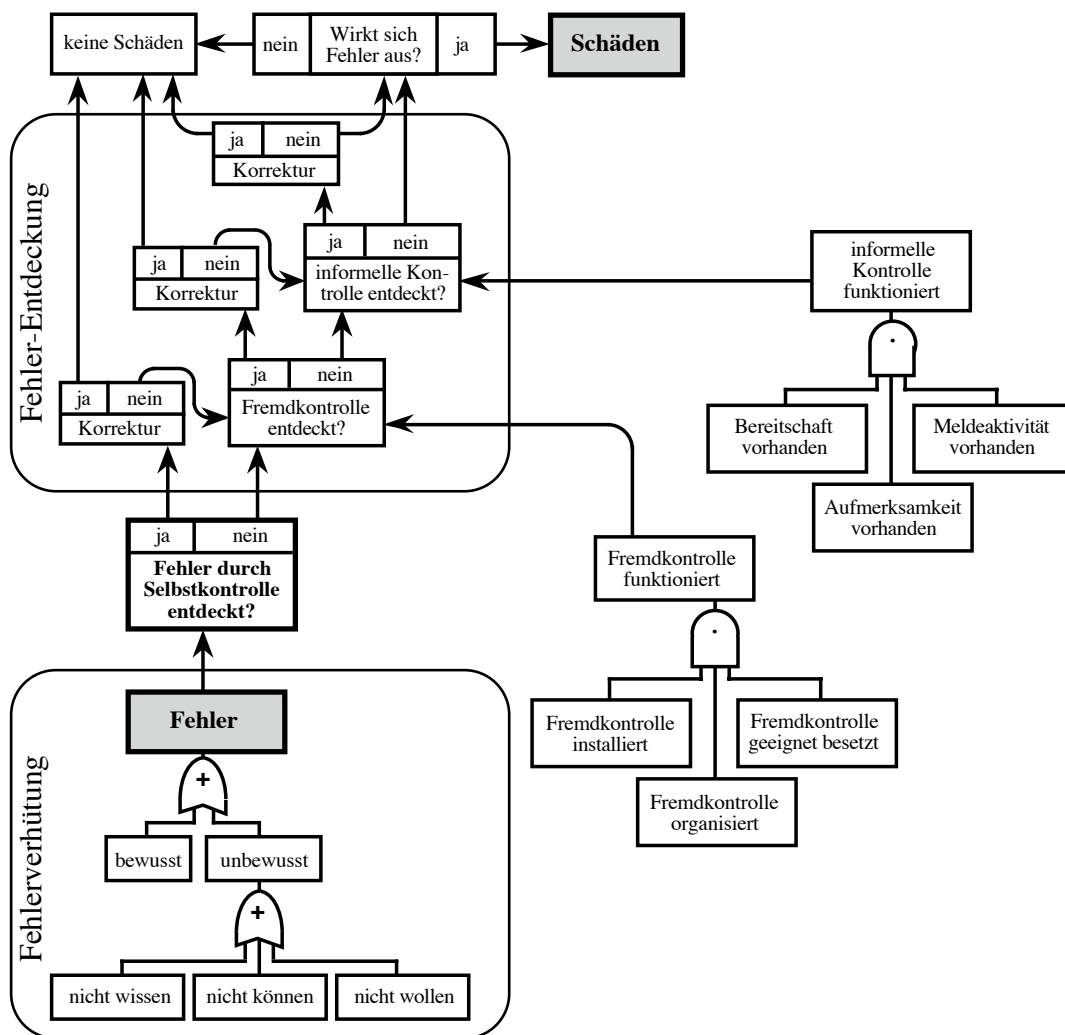 keine Schäden
nein
Wirkt sich
Fehler aus?
ja
Schäden
Fehler-Entdeckung
ja
nein
Korrektur
ja
nein
informelle Kon-
trolle entdeckt?
ja
nein
Korrektur
informelle
Kontrolle
funktioniert
.
ja
nein
Fremdkontrolle
entdeckt?
ja
nein
Korrektur
Bereitschaft
vorhanden
Meldeaktivität
vorhanden
Aufmerksamkeit
vorhanden
ja
nein
Fehler durch
Selbstkontrolle
entdeckt?
Fremdkontrolle
funktioniert
.
Fremdkontrolle
installiert
Fremdkontrolle
geeignet besetzt
Fremdkontrolle
organisiert
Fehlerverhütung
Fehler
+
bewusst
unbewusst
+
nicht wissen
nicht können
nicht wollen